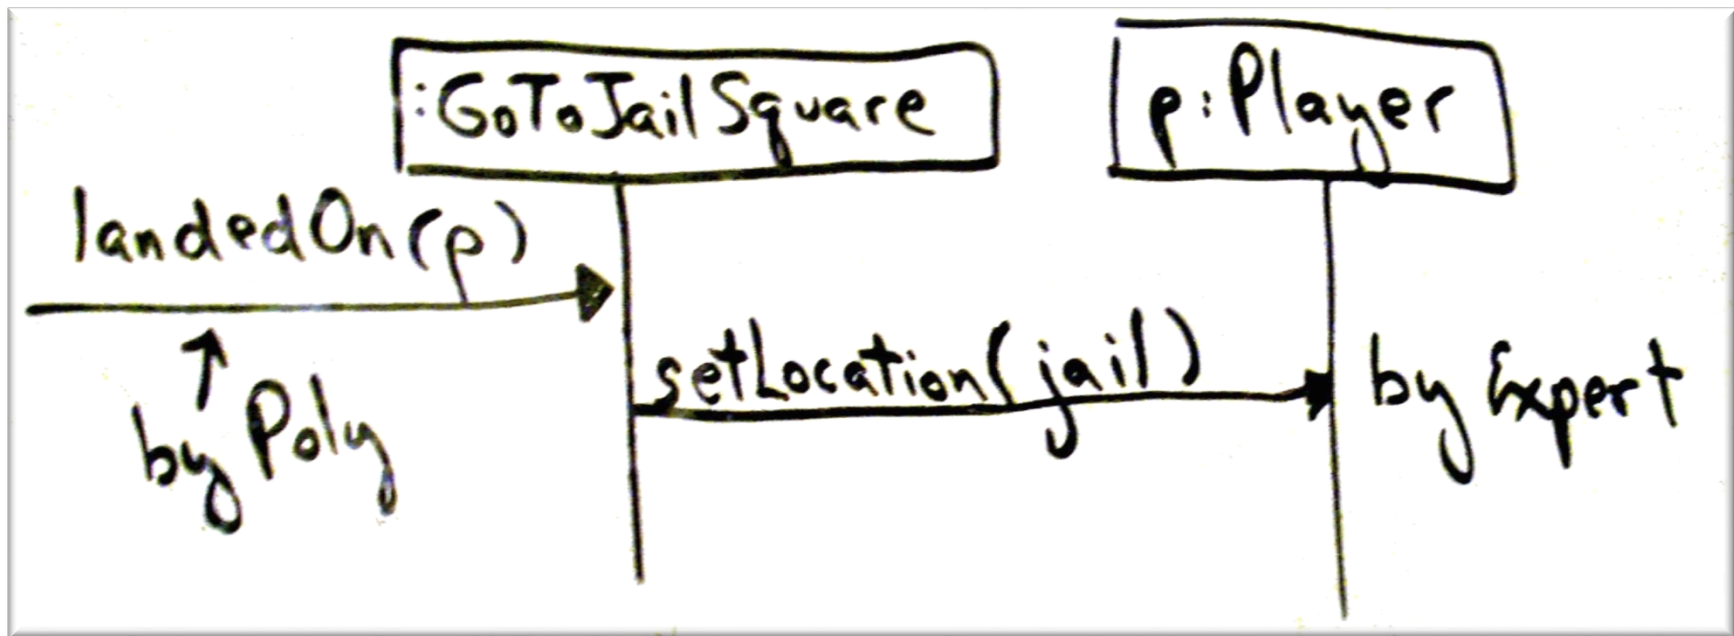 :GoToJailSquare
p:Player
landedOn(p)
setLocation(jail)
by Expert
by Poly